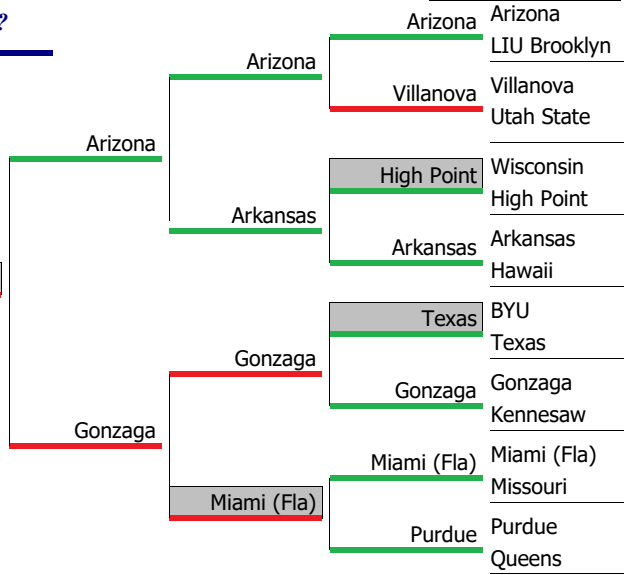 ?
Arizona
Arizona
LIU Brooklyn
Arizona
Villanova
Villanova
Utah State
Arizona
High Point
Wisconsin
High Point
Arkansas
Arkansas
Arkansas
Hawaii
Texas
BYU
Texas
Gonzaga
Gonzaga
Gonzaga
Kennesaw
Gonzaga
Miami (Fla)
Miami (Fla)
Missouri
Miami (Fla)
Purdue
Purdue
Queens